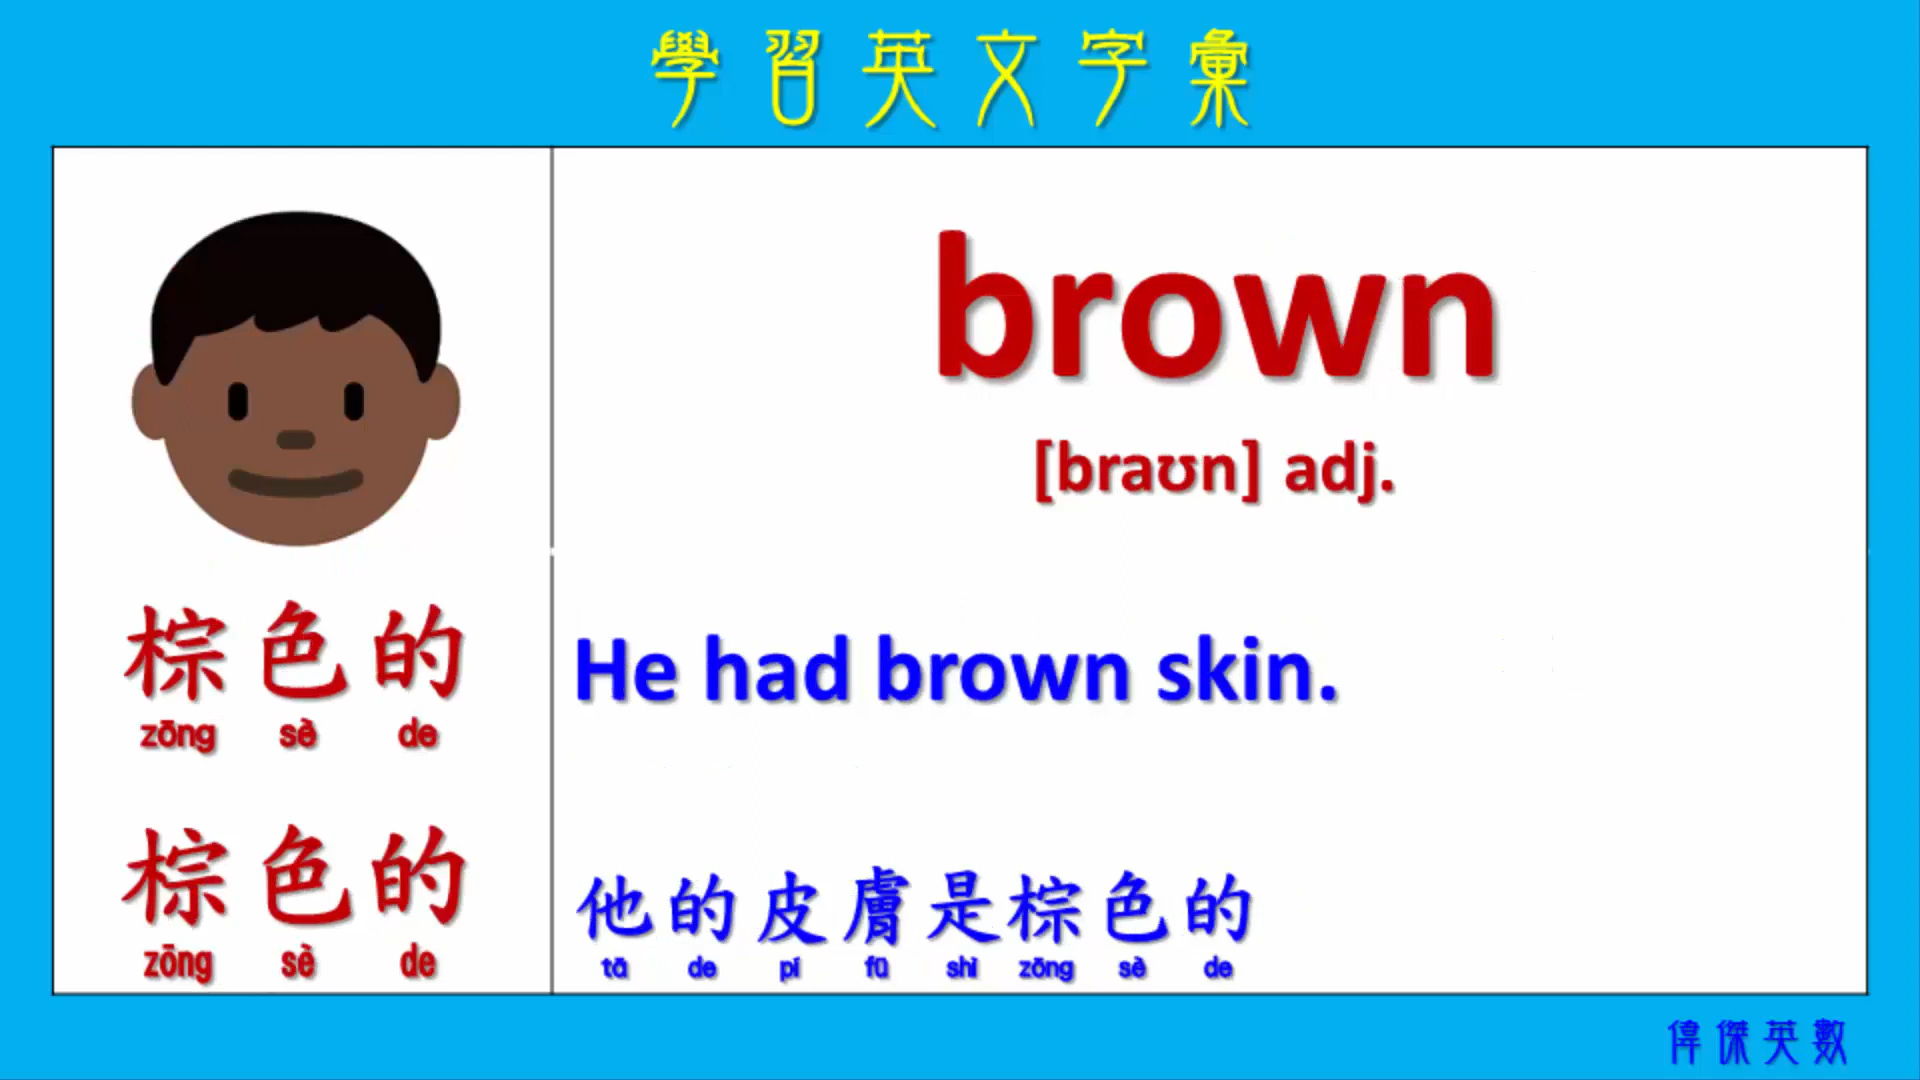 學習英文字彙
brown
[braʊn] adj.
棕色的
zōng sè de
He had brown skin.
棕色的
zōng sè de
他的皮膚是棕色的
tā de pí fū shì zōng sè de
偉傑英數